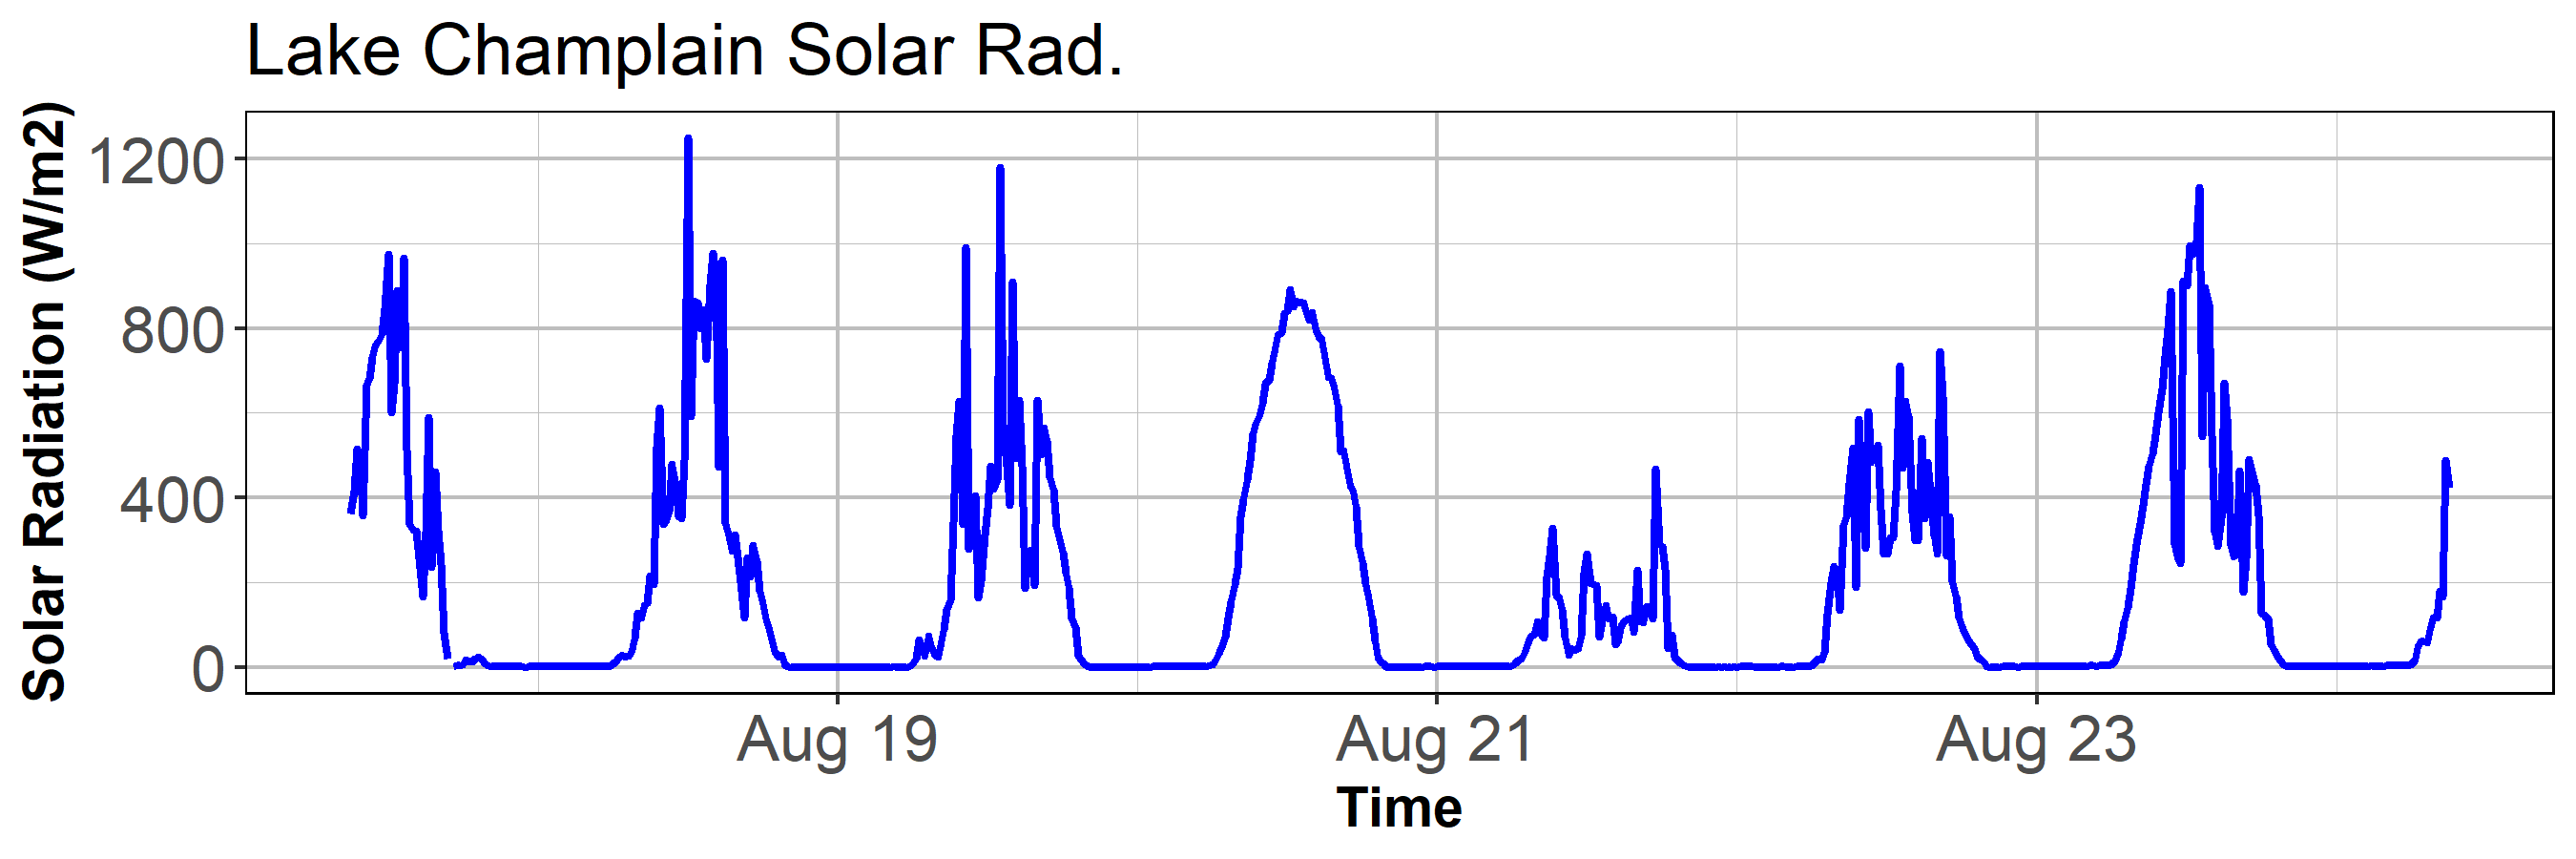 Lake Champlain Solar Rad.
Solar Radiation (W/m2)
1200
800
400
0
Aug 19
Aug 21
Aug 23
Time